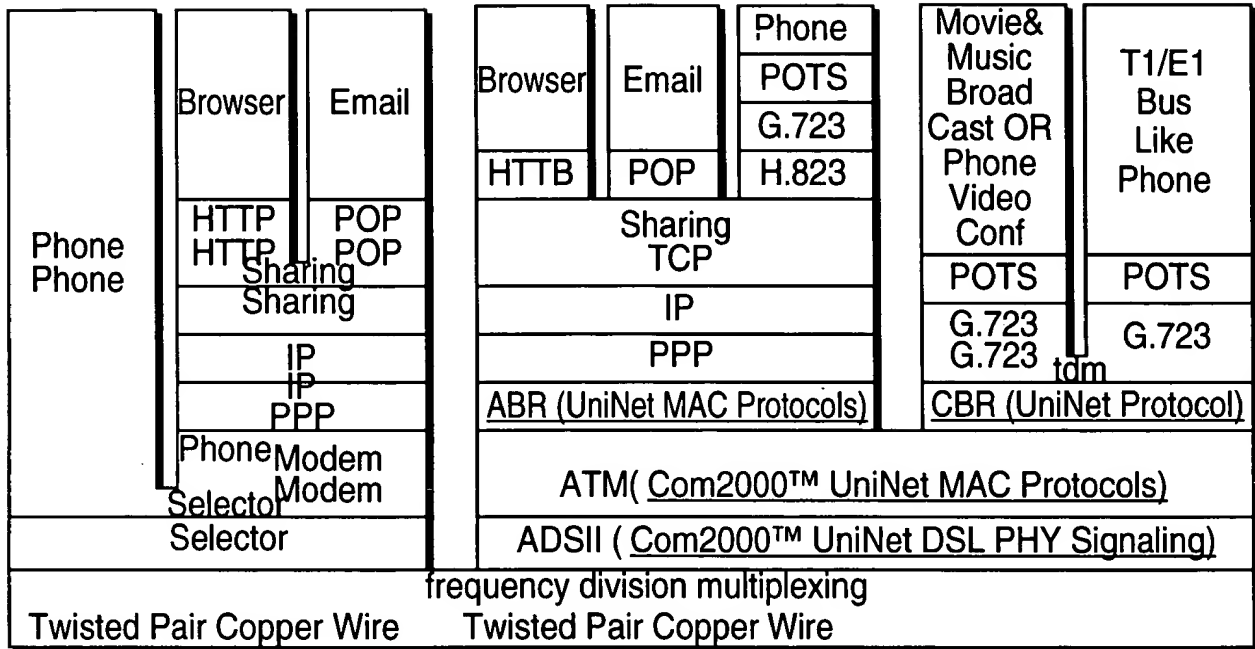 Phone
Phone
Browser
Email
HTTP
HTTP
POP
POP
Sharing
Sharing
IP
IP
PPP
Phone
Modem
Modem
Selector
Selector
Browser
Email
Phone
POTS
G.723
HTTB
POP
H.823
Sharing
TCP
IP
PPP
ABR (UniNet MAC Protocols)
Movie&
Music
Broad
Cast OR
Phone
Video
Conf
T1/E1
Bus
Like
Phone
POTS
POTS
G.723
G.723
G.723
tdm
CBR (UniNet Protocol)
ATM( Com2000™ UniNet MAC Protocols)
ADSII ( Com2000™ UniNet DSL PHY Signaling)
frequency division multiplexing
Twisted Pair Copper Wire
Twisted Pair Copper Wire